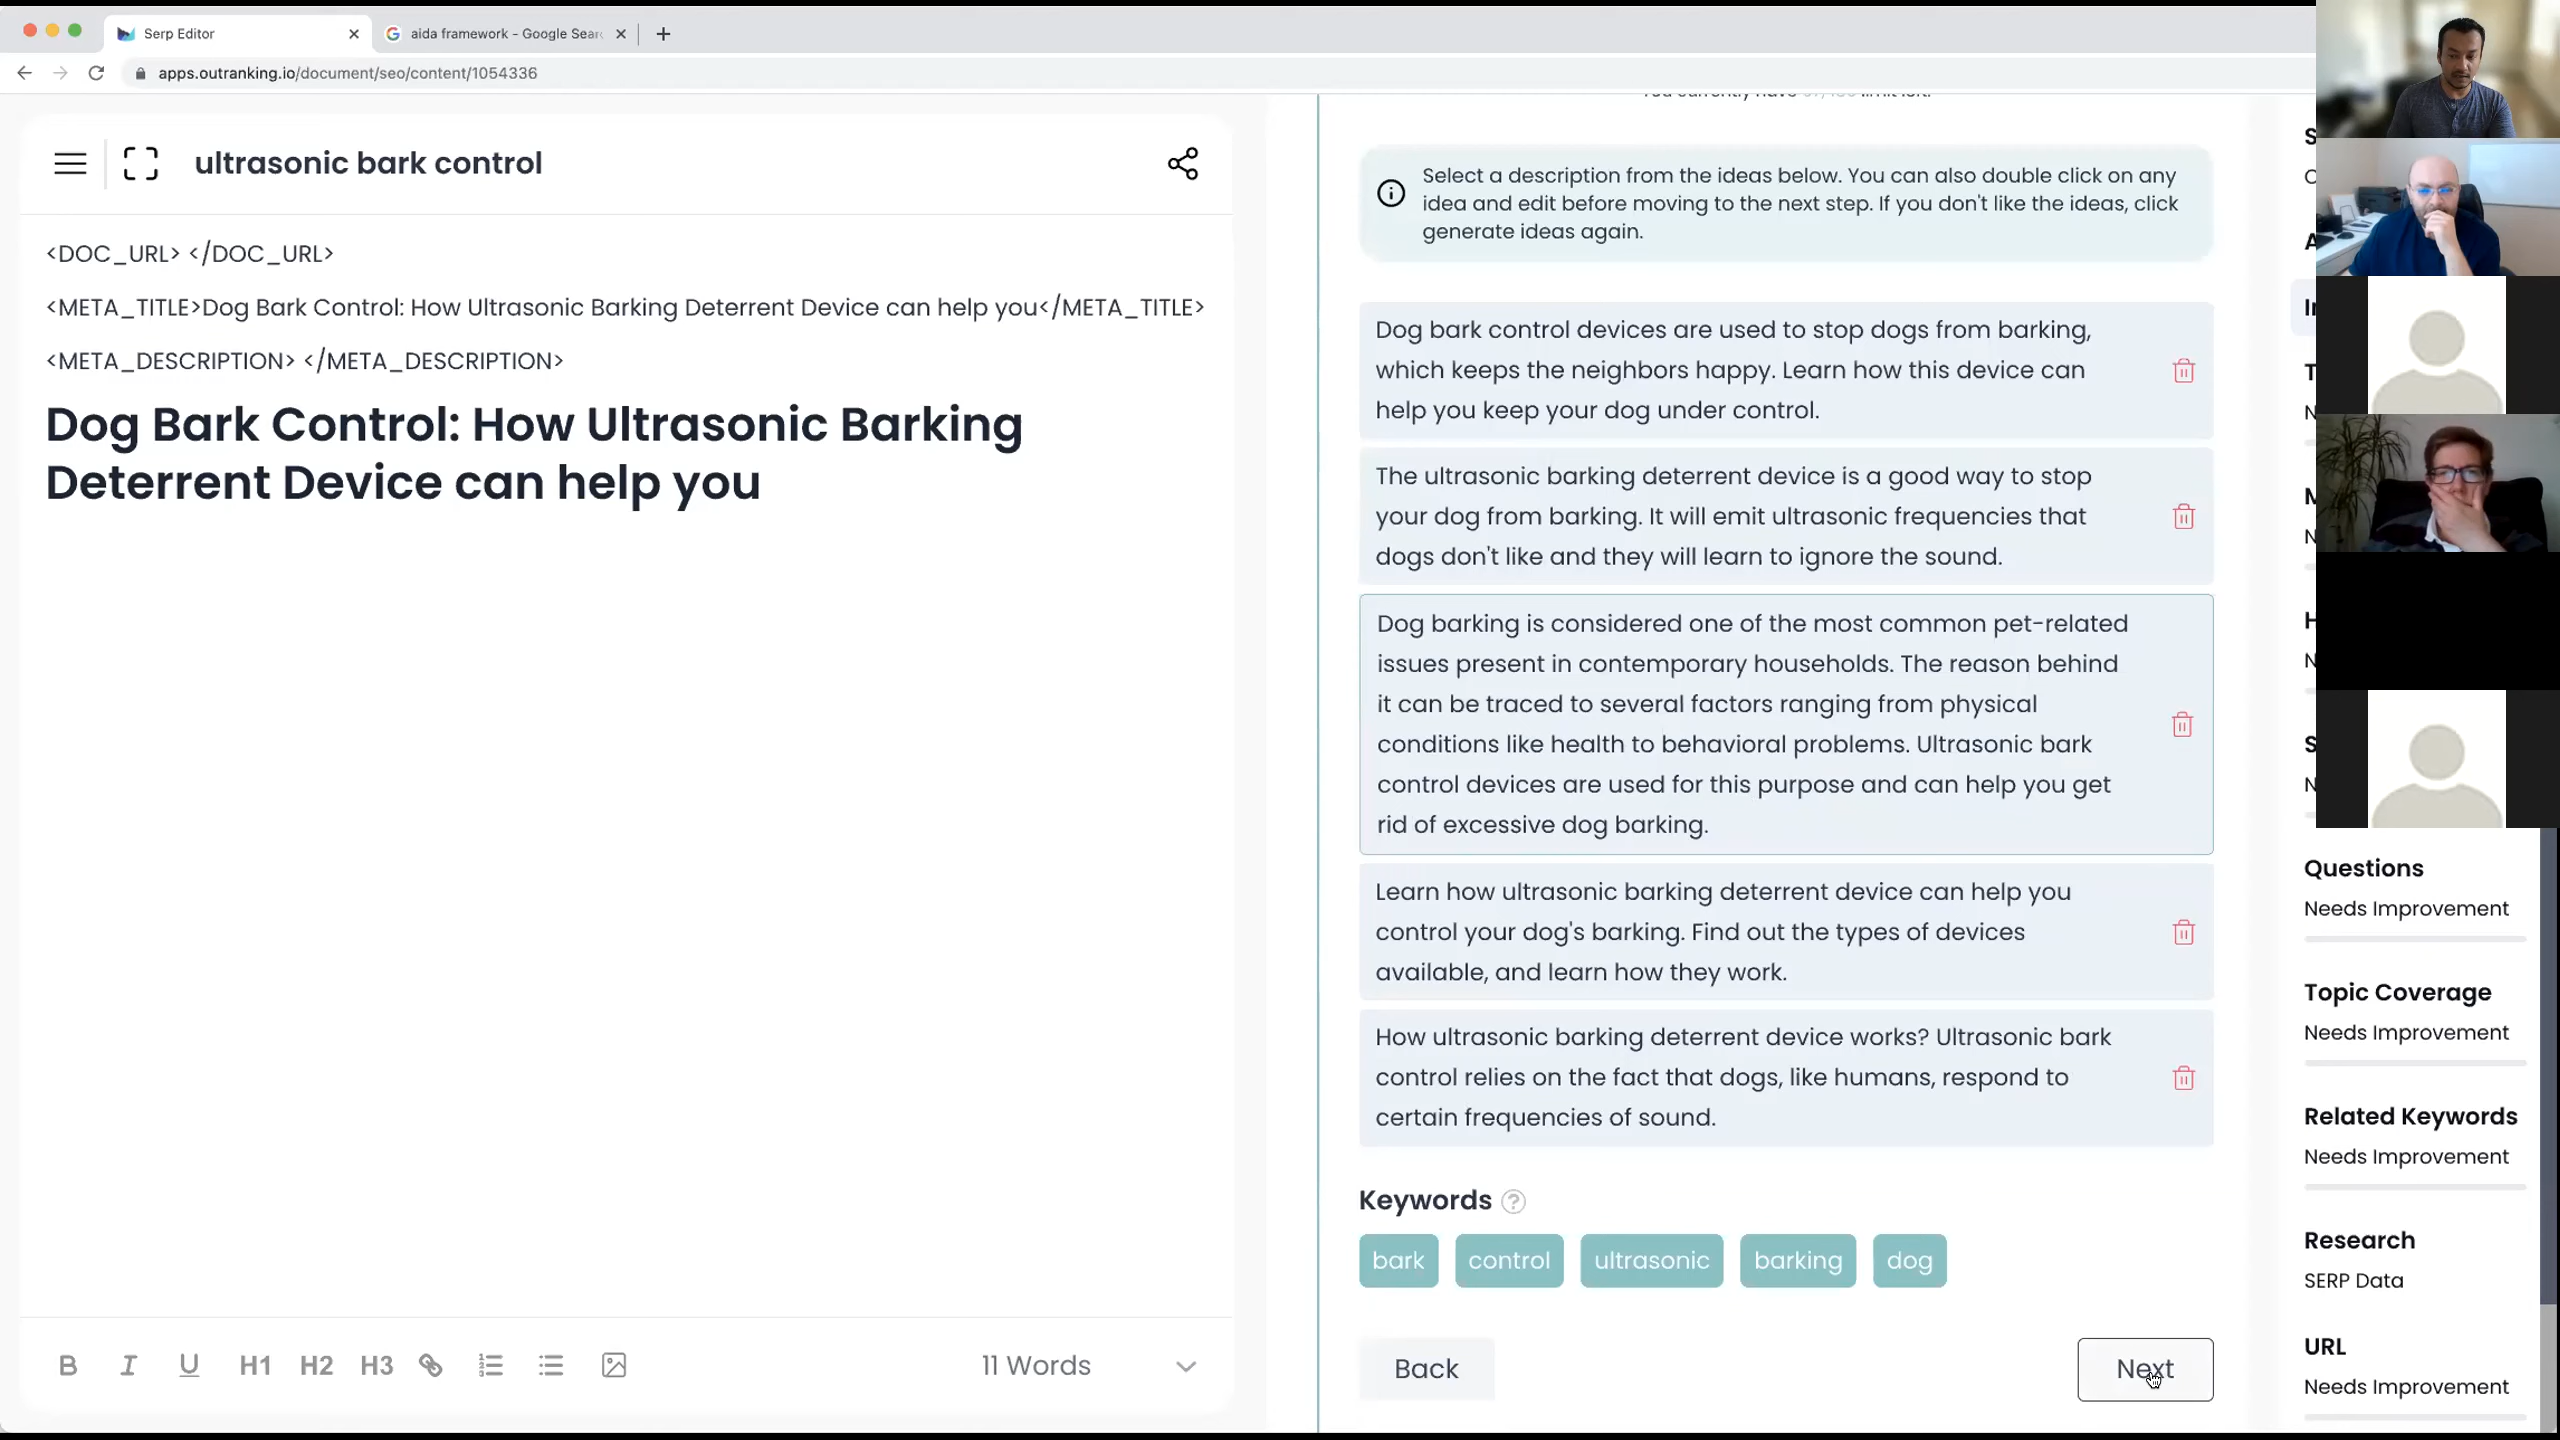 Serp Editor
aida framework - Google Sear
apps.outranking.io/document/seo/content/1054336
ultrasonic bark control
<DOC_URL> </DOC_URL>
<META_TITLE>Dog Bark Control: How Ultrasonic Barking Deterrent Device can help you</META_TITLE>
<META_DESCRIPTION> </META_DESCRIPTION>
Dog Bark Control: How Ultrasonic Barking
Deterrent Device can help you
B I U H1 H2 H3
11 Words
Select a description from the ideas below. You can also double click on any
idea and edit before moving to the next step. If you don't like the ideas, click
generate ideas again.
Dog bark control devices are used to stop dogs from barking,
which keeps the neighbors happy. Learn how this device can
help you keep your dog under control.
The ultrasonic barking deterrent device is a good way to stop
your dog from barking. It will emit ultrasonic frequencies that
dogs don't like and they will learn to ignore the sound.
Dog barking is considered one of the most common pet-related
issues present in contemporary households. The reason behind
it can be traced to several factors ranging from physical
conditions like health to behavioral problems. Ultrasonic bark
control devices are used for this purpose and can help you get
rid of excessive dog barking.
Learn how ultrasonic barking deterrent device can help you
control your dog's barking. Find out the types of devices
available, and learn how they work.
How ultrasonic barking deterrent device works? Ultrasonic bark
control relies on the fact that dogs, like humans, respond to
certain frequencies of sound.
Keywords ?
bark control ultrasonic barking dog
Back
Next
Questions
Needs Improvement
Topic Coverage
Needs Improvement
Related Keywords
Needs Improvement
Research
SERP Data
URL
Needs Improvement